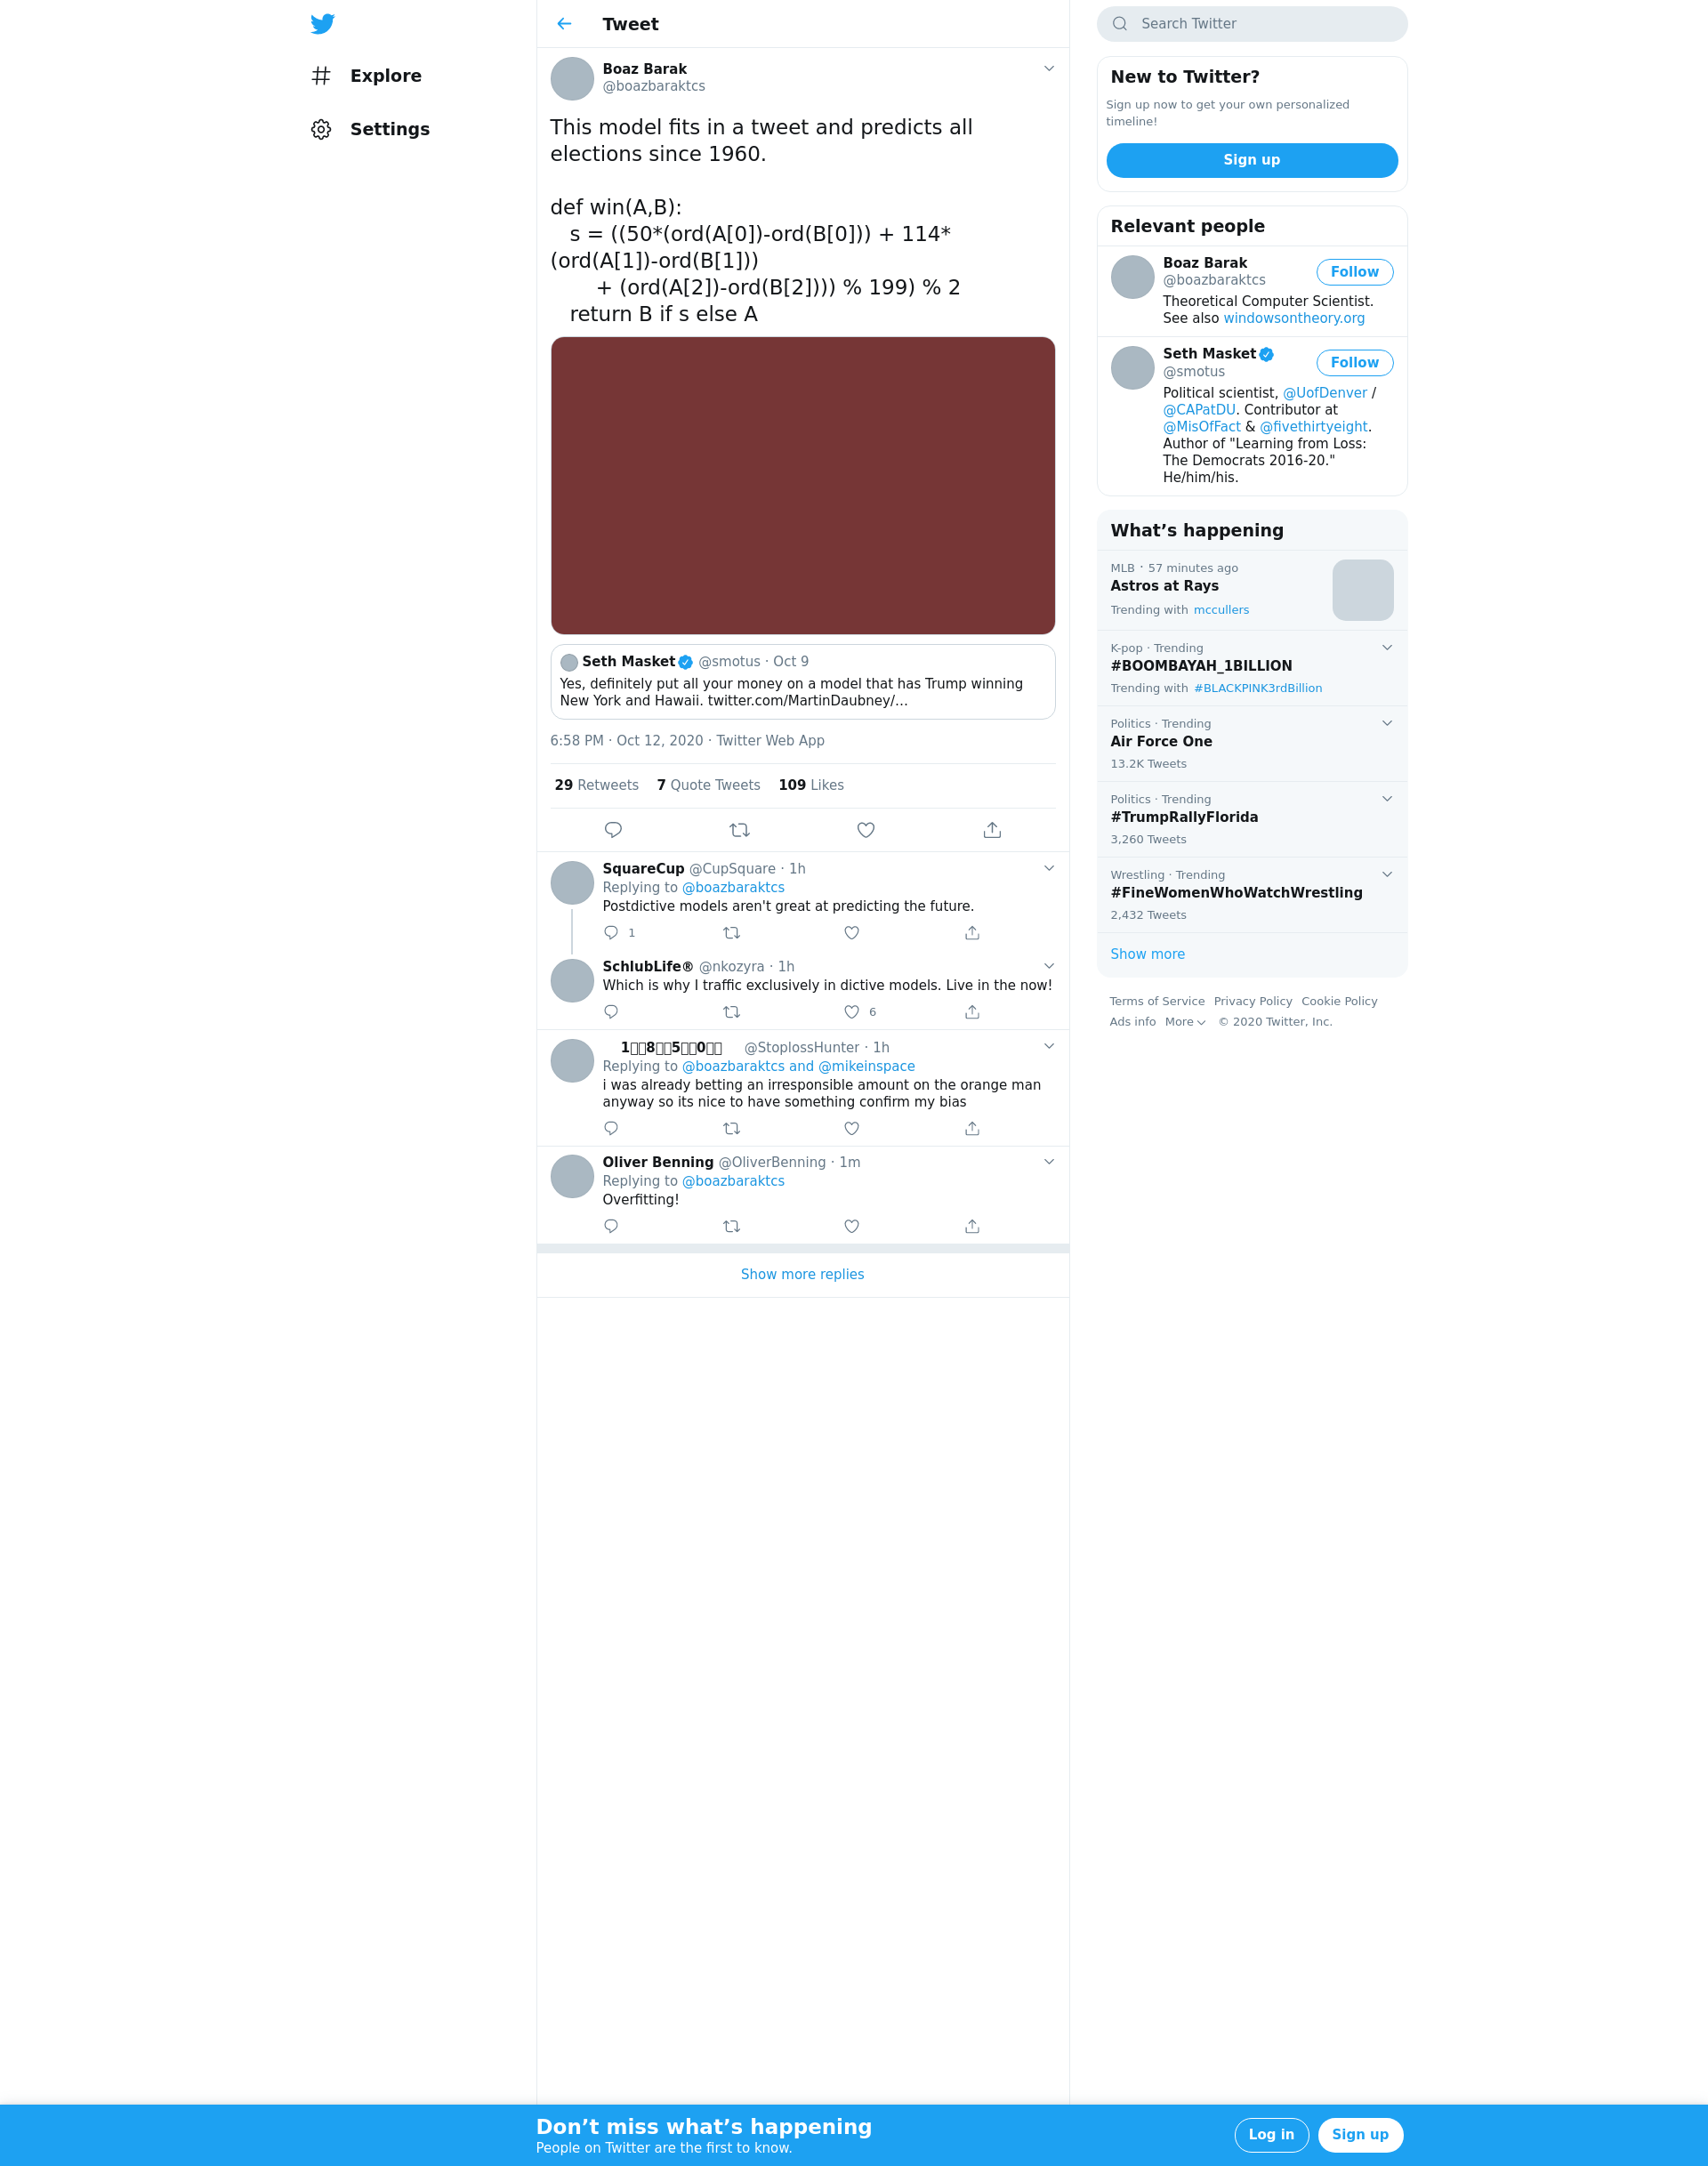 Explore
Settings
Tweet
Boaz Barak
@boazbaraktcs
This model fits in a tweet and predicts all
elections since 1960.
def win(A,B):
s = ((50*(ord(A[0])-ord(B[0])) + 114*
(ord(A[1])-ord(B[1]))
+ (ord(A[2])-ord(B[2]))) % 199) % 2
return B if s else A
Seth Masket @smotus · Oct 9
Yes, definitely put all your money on a model that has Trump winning
New York and Hawaii. twitter.com/MartinDaubney/…
6:58 PM · Oct 12, 2020 · Twitter Web App
29 Retweets 7 Quote Tweets 109 Likes
SquareCup @CupSquare · 1h
Replying to @boazbaraktcs
Postdictive models aren't great at predicting the future.
1
SchlubLife® @nkozyra · 1h
Which is why I traffic exclusively in dictive models. Live in the now!
6
1 8 5 0 @StoplossHunter · 1h
Replying to @boazbaraktcs and @mikeinspace
i was already betting an irresponsible amount on the orange man
anyway so its nice to have something confirm my bias
Oliver Benning @OliverBenning · 1m
Replying to @boazbaraktcs
Overfitting!
Show more replies
Search Twitter
New to Twitter?
Sign up now to get your own personalized
timeline!
Sign up
Relevant people
Boaz Barak
@boazbaraktcs
Follow
Theoretical Computer Scientist.
See also windowsontheory.org
Seth Masket
@smotus
Follow
Political scientist, @UofDenver /
@CAPatDU. Contributor at
@MisOfFact & @fivethirtyeight.
Author of "Learning from Loss:
The Democrats 2016-20."
He/him/his.
What’s happening
MLB · 57 minutes ago
Astros at Rays
Trending with mccullers
K-pop · Trending
#BOOMBAYAH_1BILLION
Trending with #BLACKPINK3rdBillion
Politics · Trending
Air Force One
13.2K Tweets
Politics · Trending
#TrumpRallyFlorida
3,260 Tweets
Wrestling · Trending
#FineWomenWhoWatchWrestling
2,432 Tweets
Show more
Terms of Service Privacy Policy Cookie Policy
Ads info More © 2020 Twitter, Inc.
Don’t miss what’s happening
People on Twitter are the first to know.
Log in
Sign up